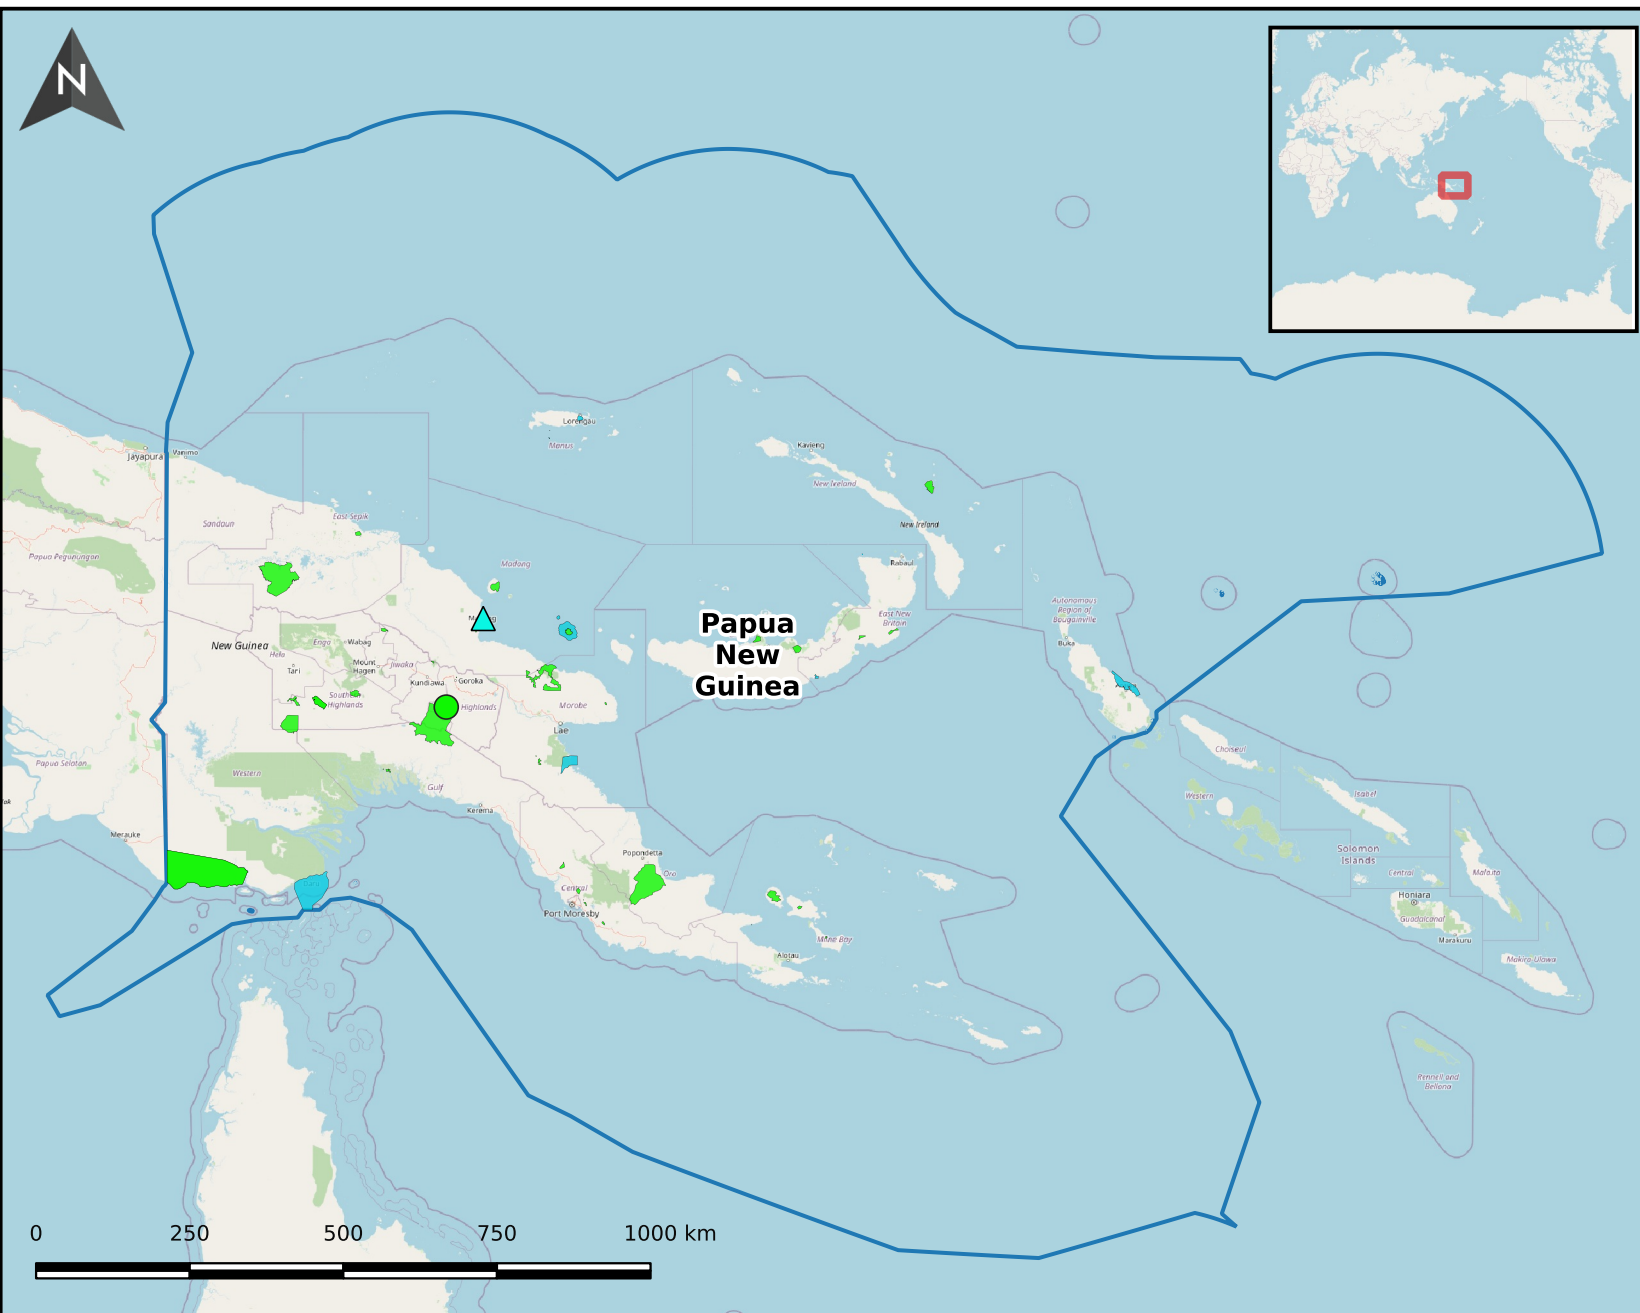 N
Lorengau
Manus
Kavieng
New Ireland
New Ireland
Jayapura
Vanimo
Sandaun
East Sepik
Papua Pegunungan
Madang
Rabaul
East New
Britain
Autonomous
Region of
Bougainville
Buka
Papua
New
Guinea
New Guinea
Enga
Wabag
Hela
Tari
Mount
Hagen
Jiwaka
Kundiawa
Goroka
Highlands
Southern
Highlands
Morobe
Lae
Papua Selatan
Western
Gulf
Kerema
Merauke
Popondetta
Oro
Central
Port Moresby
Milne Bay
Alotau
Choiseul
Western
Isabel
Solomon
Islands
Central
Malaita
Honiara
Guadalcanal
Marakuru
Makira-Ulawa
Rennell and
Bellona
0 250 500 750 1000 km